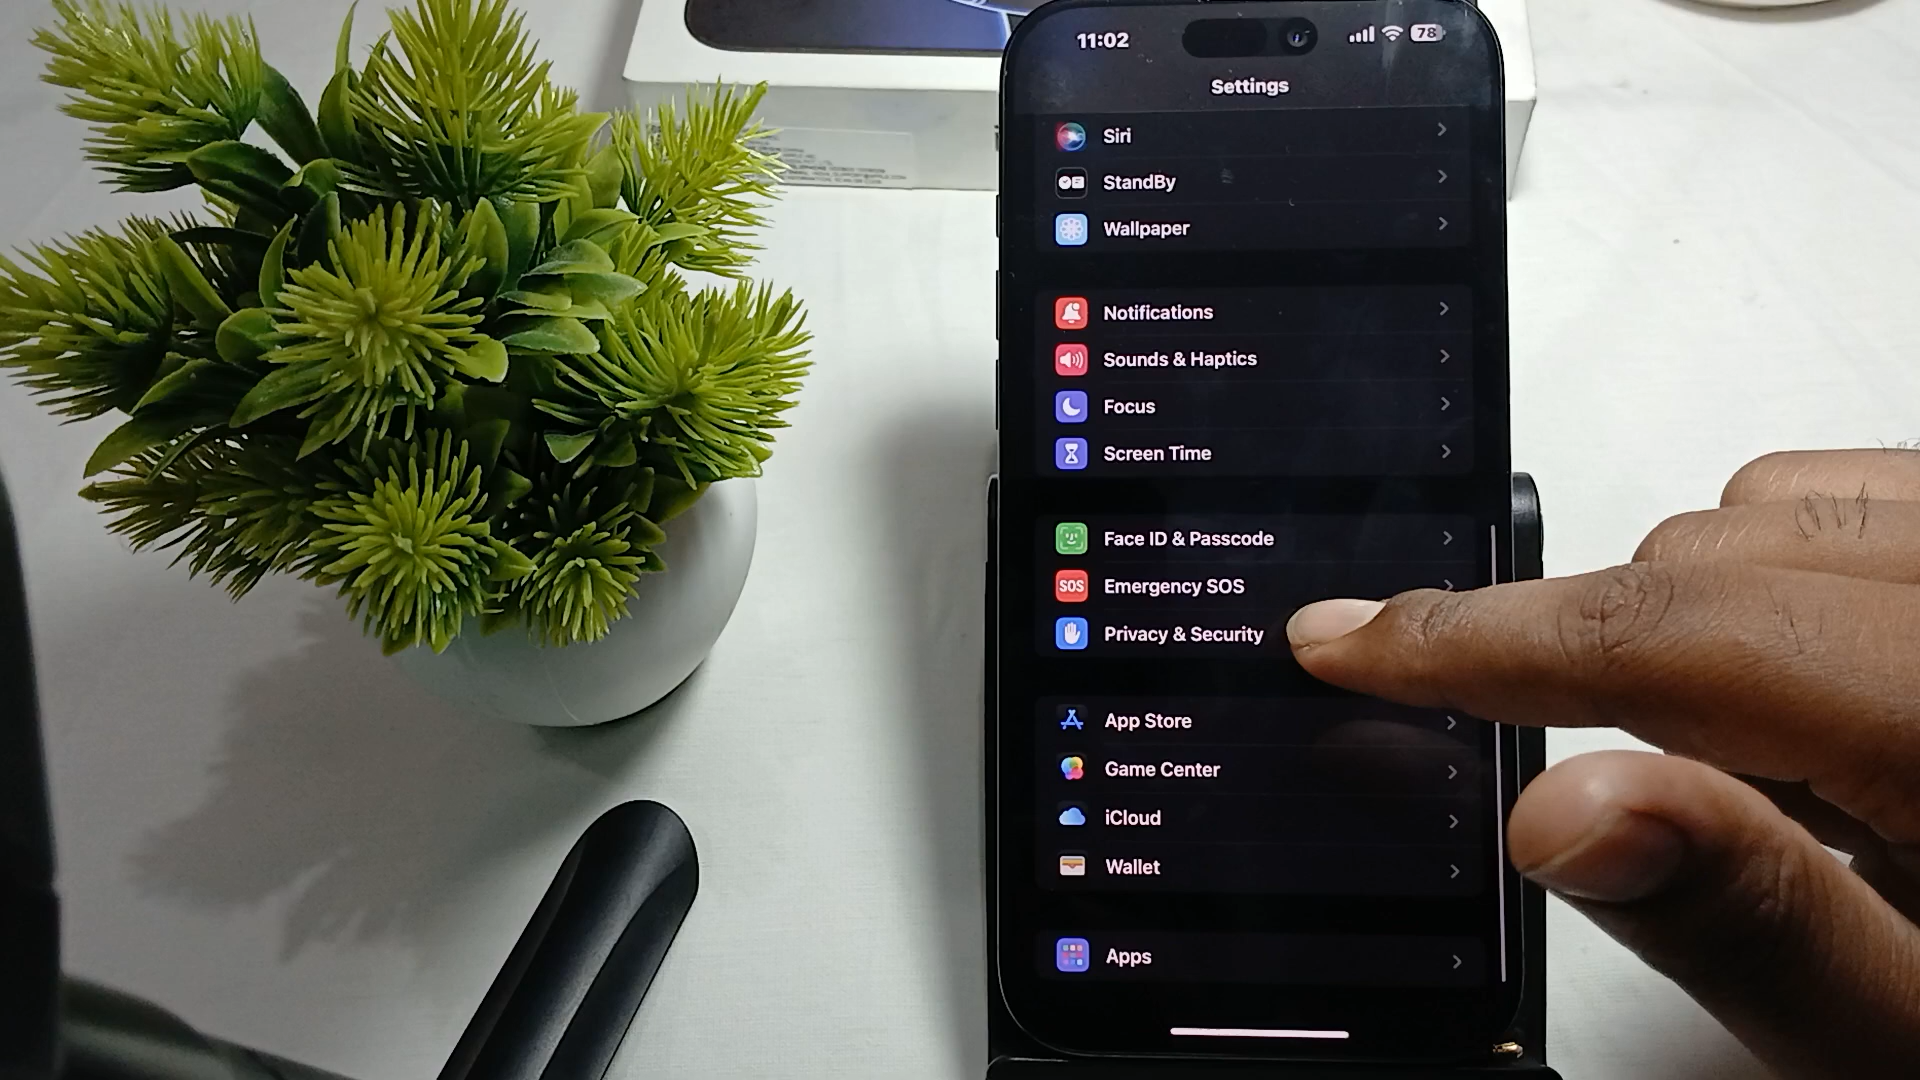 11:02
78
Settings
Siri
StandBy
Wallpaper
Notifications
Sounds & Haptics
Focus
Screen Time
Face ID & Passcode
SOS
Emergency SOS
Privacy & Security
App Store
Game Center
iCloud
Wallet
Apps